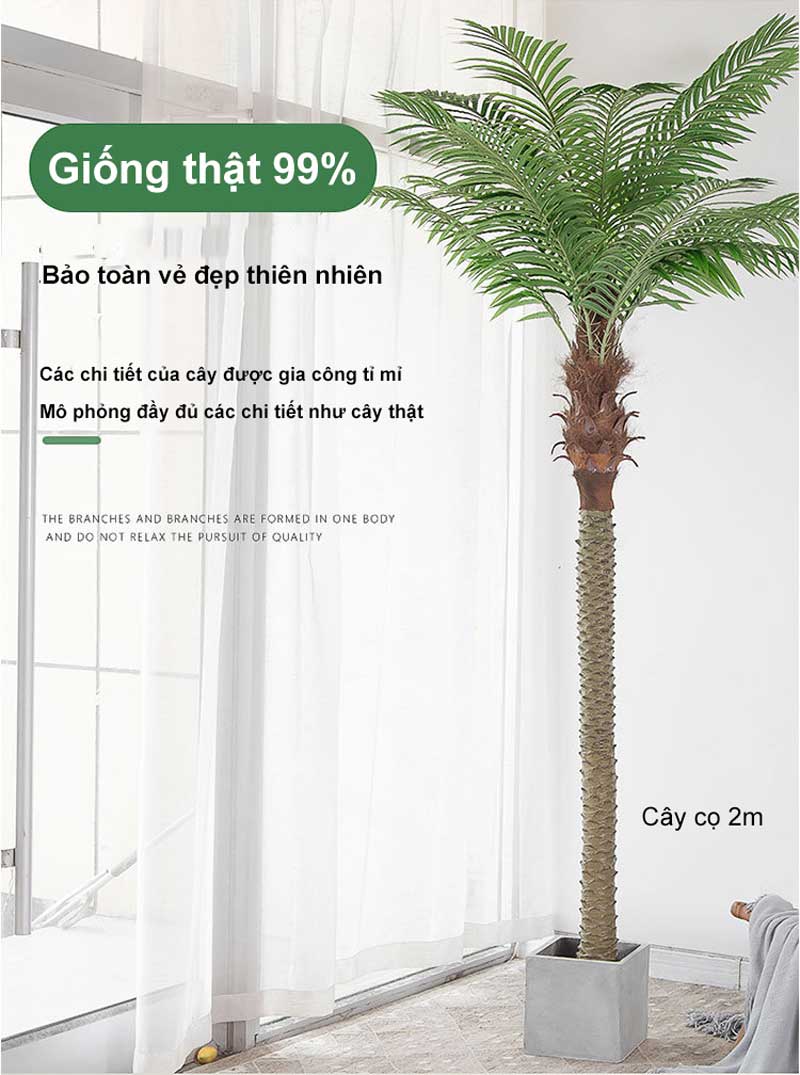 Giống thật 99%
Bảo toàn vẻ đẹp thiên nhiên
Các chi tiết của cây được gia công tỉ mỉ
Mô phỏng đầy đủ các chi tiết như cây thật
THE BRANCHES AND BRANCHES ARE FORMED IN ONE BODY
AND DO NOT RELAX THE PURSUIT OF QUALITY
Cây cọ 2m